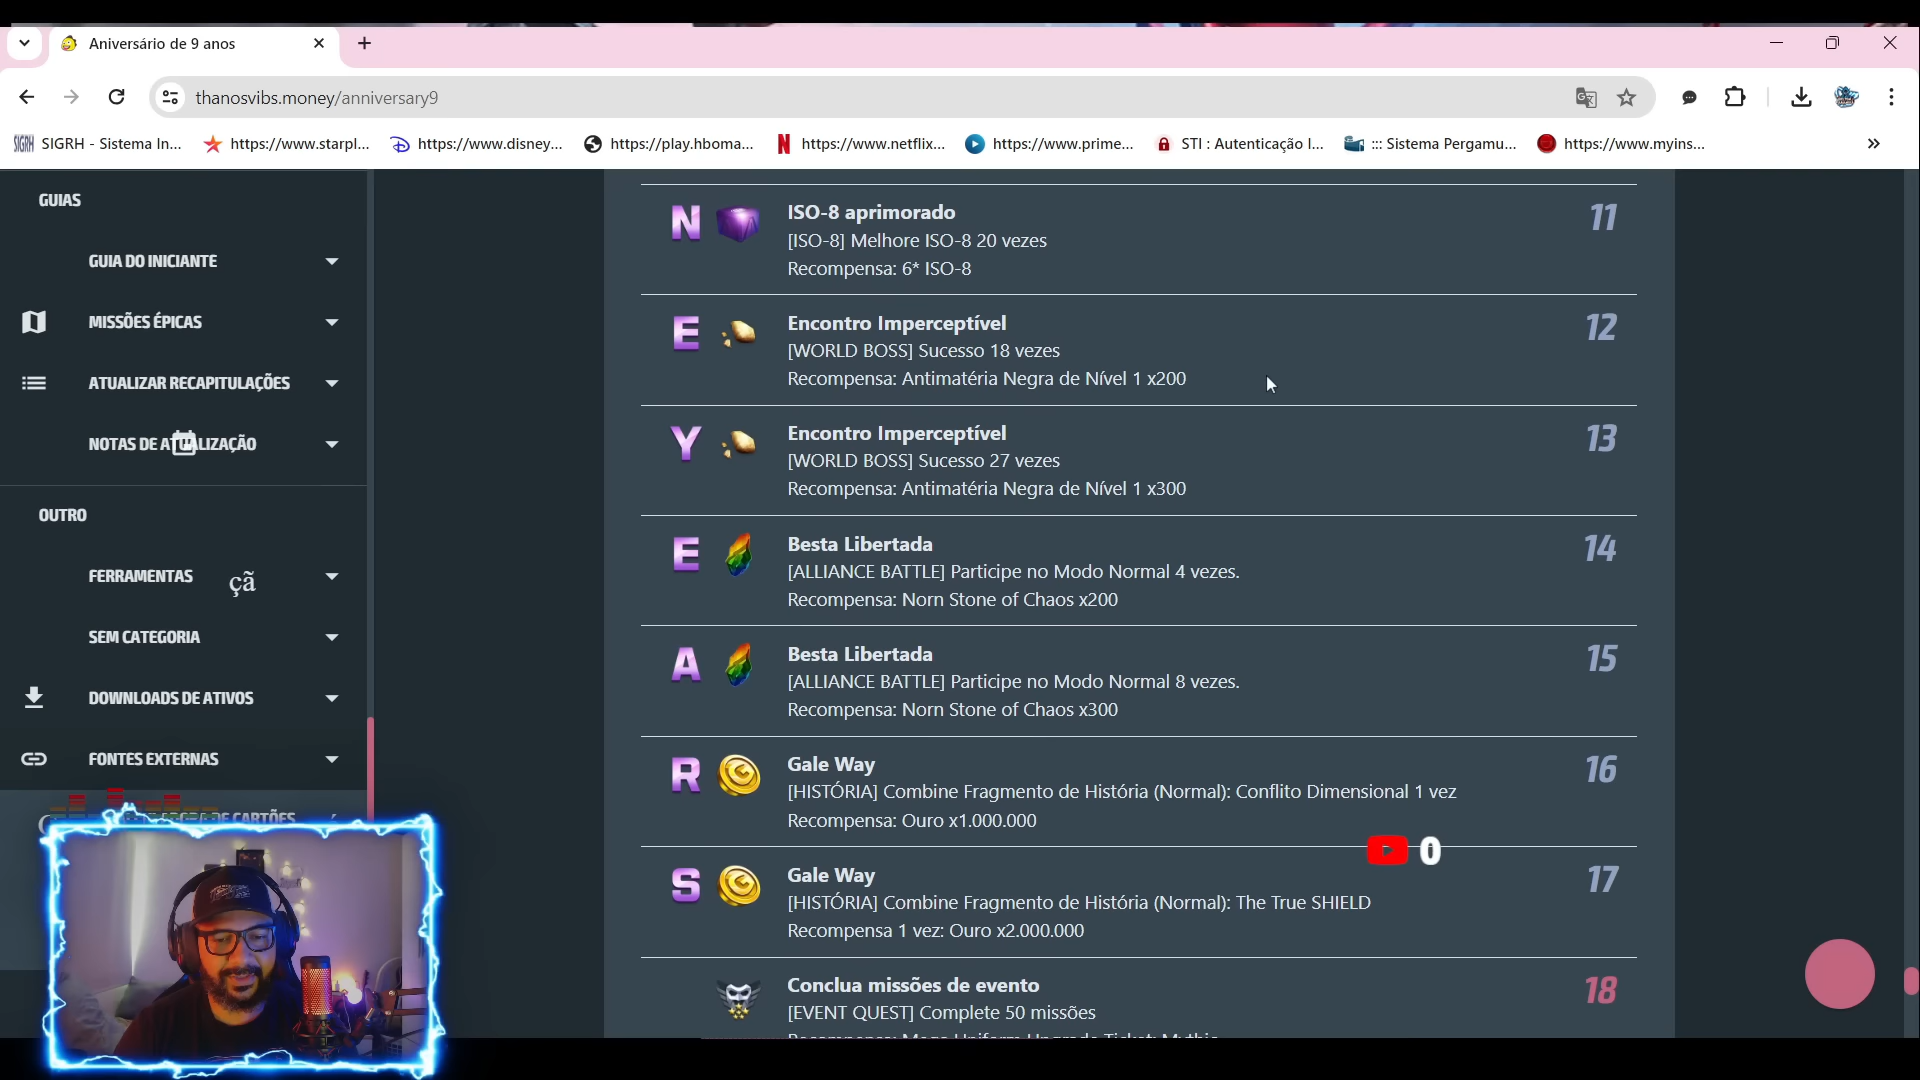 Aniversário de 9 anos
thanosvibs.money/anniversary9
SIGRH - Sistema In...
https://www.starpl...
https://www.disney...
https://play.hboma...
https://www.netflix...
https://www.prime...
STI : Autenticação I...
::: Sistema Pergamu...
https://www.myins...
GUIAS
GUIA DO INICIANTE
MISSÕES ÉPICAS
ATUALIZAR RECAPITULAÇÕES
NOTAS DE ATUALIZAÇÃO
OUTRO
FERRAMENTAS
çã
SEM CATEGORIA
DOWNLOADS DE ATIVOS
FONTES EXTERNAS
DE CARTÕES
N
ISO-8 aprimorado
11
[ISO-8] Melhore ISO-8 20 vezes
Recompensa: 6* ISO-8
E
Encontro Imperceptível
12
[WORLD BOSS] Sucesso 18 vezes
Recompensa: Antimatéria Negra de Nível 1 x200
Y
Encontro Imperceptível
13
[WORLD BOSS] Sucesso 27 vezes
Recompensa: Antimatéria Negra de Nível 1 x300
E
Besta Libertada
14
[ALLIANCE BATTLE] Participe no Modo Normal 4 vezes.
Recompensa: Norn Stone of Chaos x200
A
Besta Libertada
15
[ALLIANCE BATTLE] Participe no Modo Normal 8 vezes.
Recompensa: Norn Stone of Chaos x300
R
Gale Way
16
[HISTÓRIA] Combine Fragmento de História (Normal): Conflito Dimensional 1 vez
Recompensa: Ouro x1.000.000
0
S
Gale Way
17
[HISTÓRIA] Combine Fragmento de História (Normal): The True SHIELD
Recompensa 1 vez: Ouro x2.000.000
Conclua missões de evento
18
[EVENT QUEST] Complete 50 missões
Recompensa: Mega Uniform Upgrade Ticket: Mythic